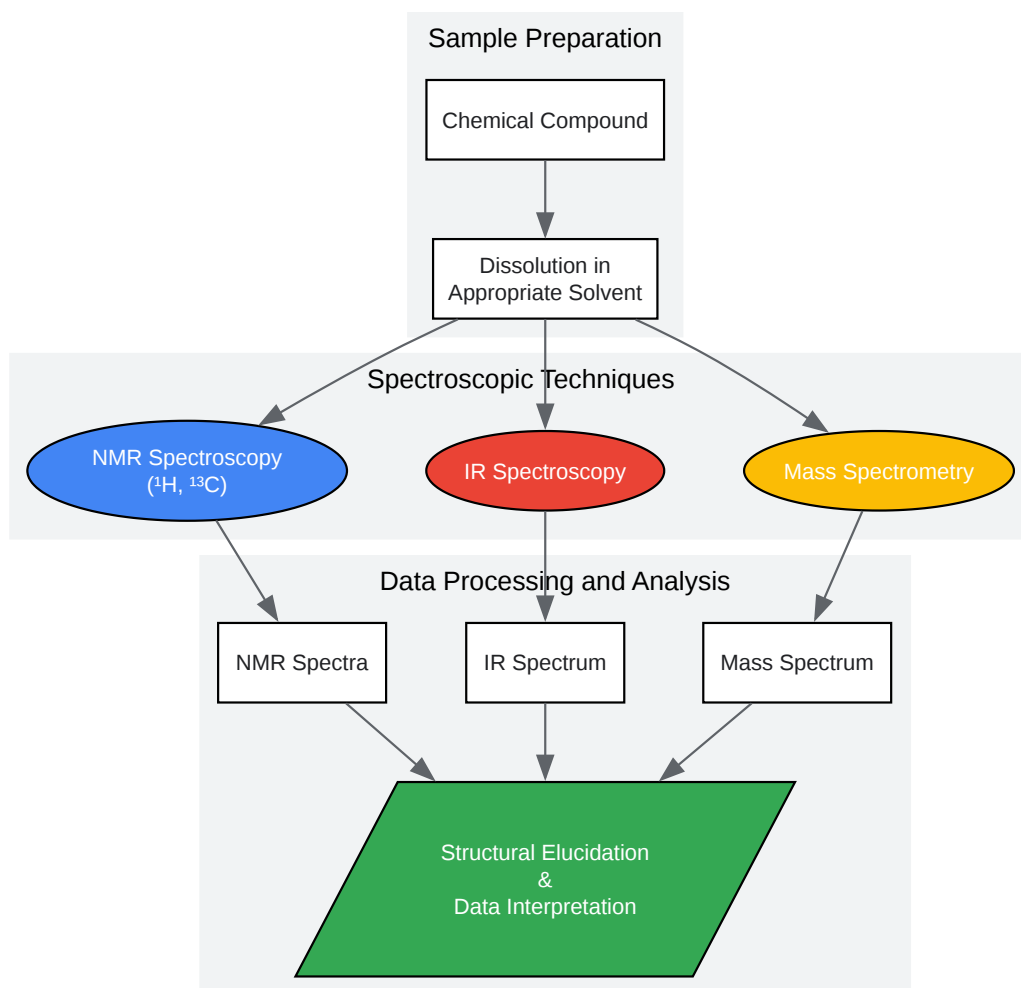 Sample Preparation
Chemical Compound
Dissolution in
Appropriate Solvent
Spectroscopic Techniques
NMR Spectroscopy
(¹H, ¹³C)
IR Spectroscopy
Mass Spectrometry
Data Processing and Analysis
NMR Spectra
IR Spectrum
Mass Spectrum
Structural Elucidation
&
Data Interpretation